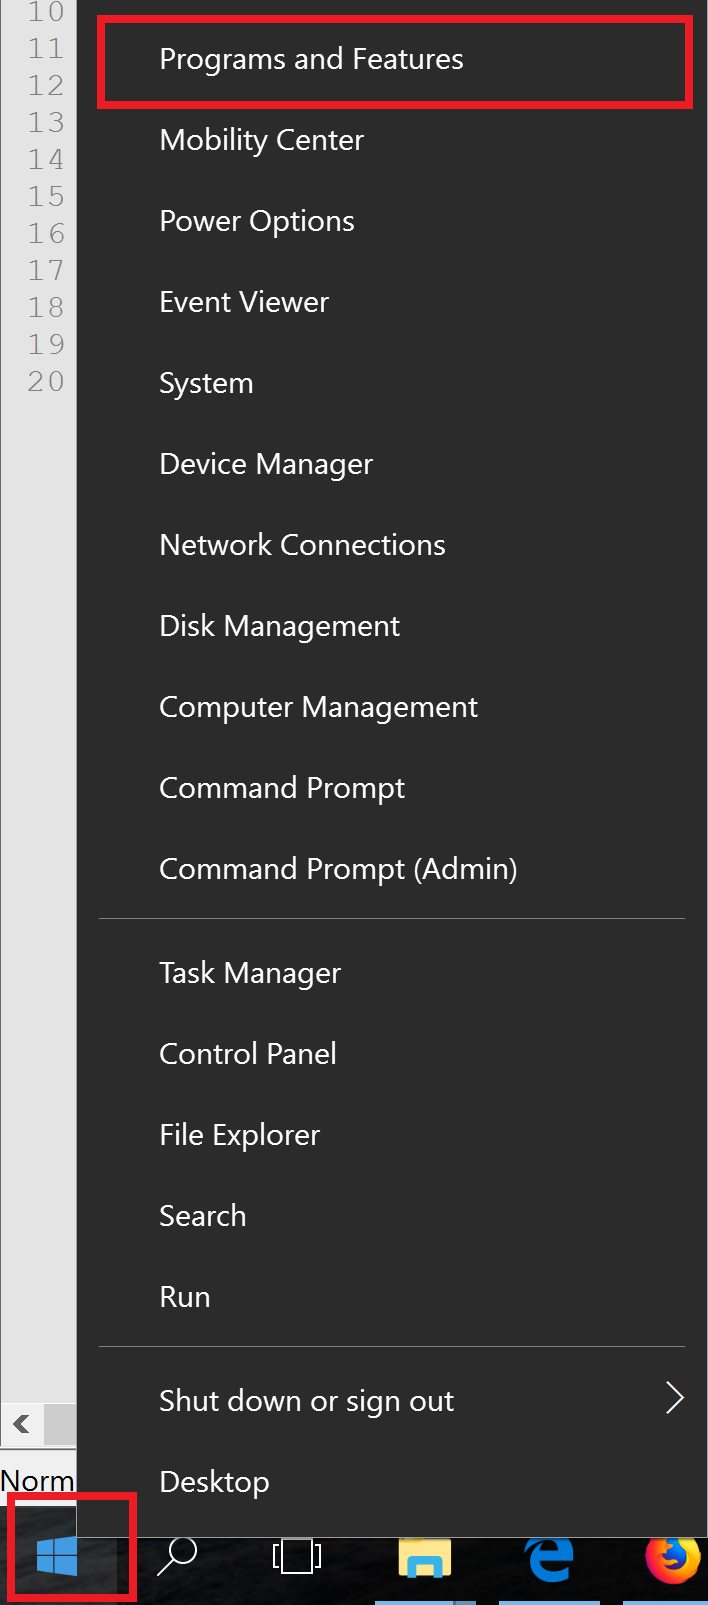 10
11
12
13
14
15
16
17
18
19
20
Programs and Features
Mobility Center
Power Options
Event Viewer
System
Device Manager
Network Connections
Disk Management
Computer Management
Command Prompt
Command Prompt (Admin)
Task Manager
Control Panel
File Explorer
Search
Run
Shut down or sign out
Desktop
Norm